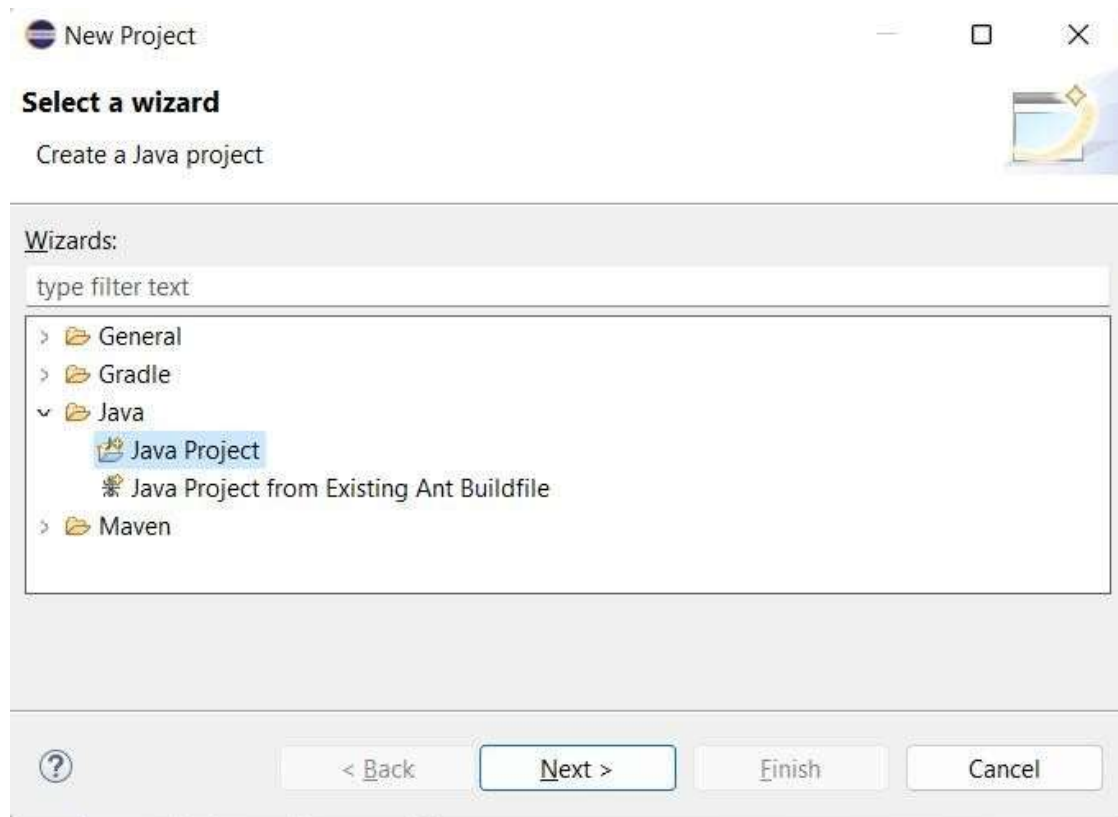 New Project
Select a wizard
Create a Java project
Wizards:
type filter text
General
Gradle
Java
Java Project
Java Project from Existing Ant Buildfile
Maven
? < Back Next > Finish Cancel